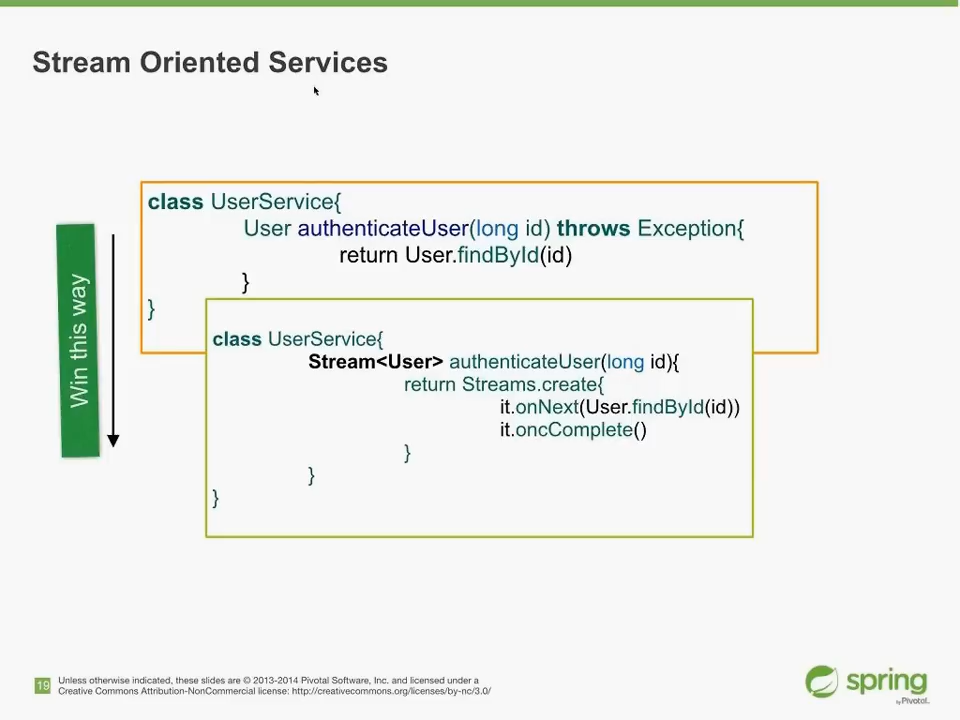 Stream Oriented Services
class UserService{
User authenticateUser(long id) throws Exception{
return User.findById(id)
}
}
Win this way
class UserService{
Stream<User> authenticateUser(long id){
return Streams.create{
it.onNext(User.findById(id))
it.oncComplete()
}
}
}
19
Unless otherwise indicated, these slides are © 2013-2014 Pivotal Software, Inc. and licensed under a
Creative Commons Attribution-NonCommercial license: http://creativecommons.org/licenses/by-nc/3.0/
spring
by Pivotal.